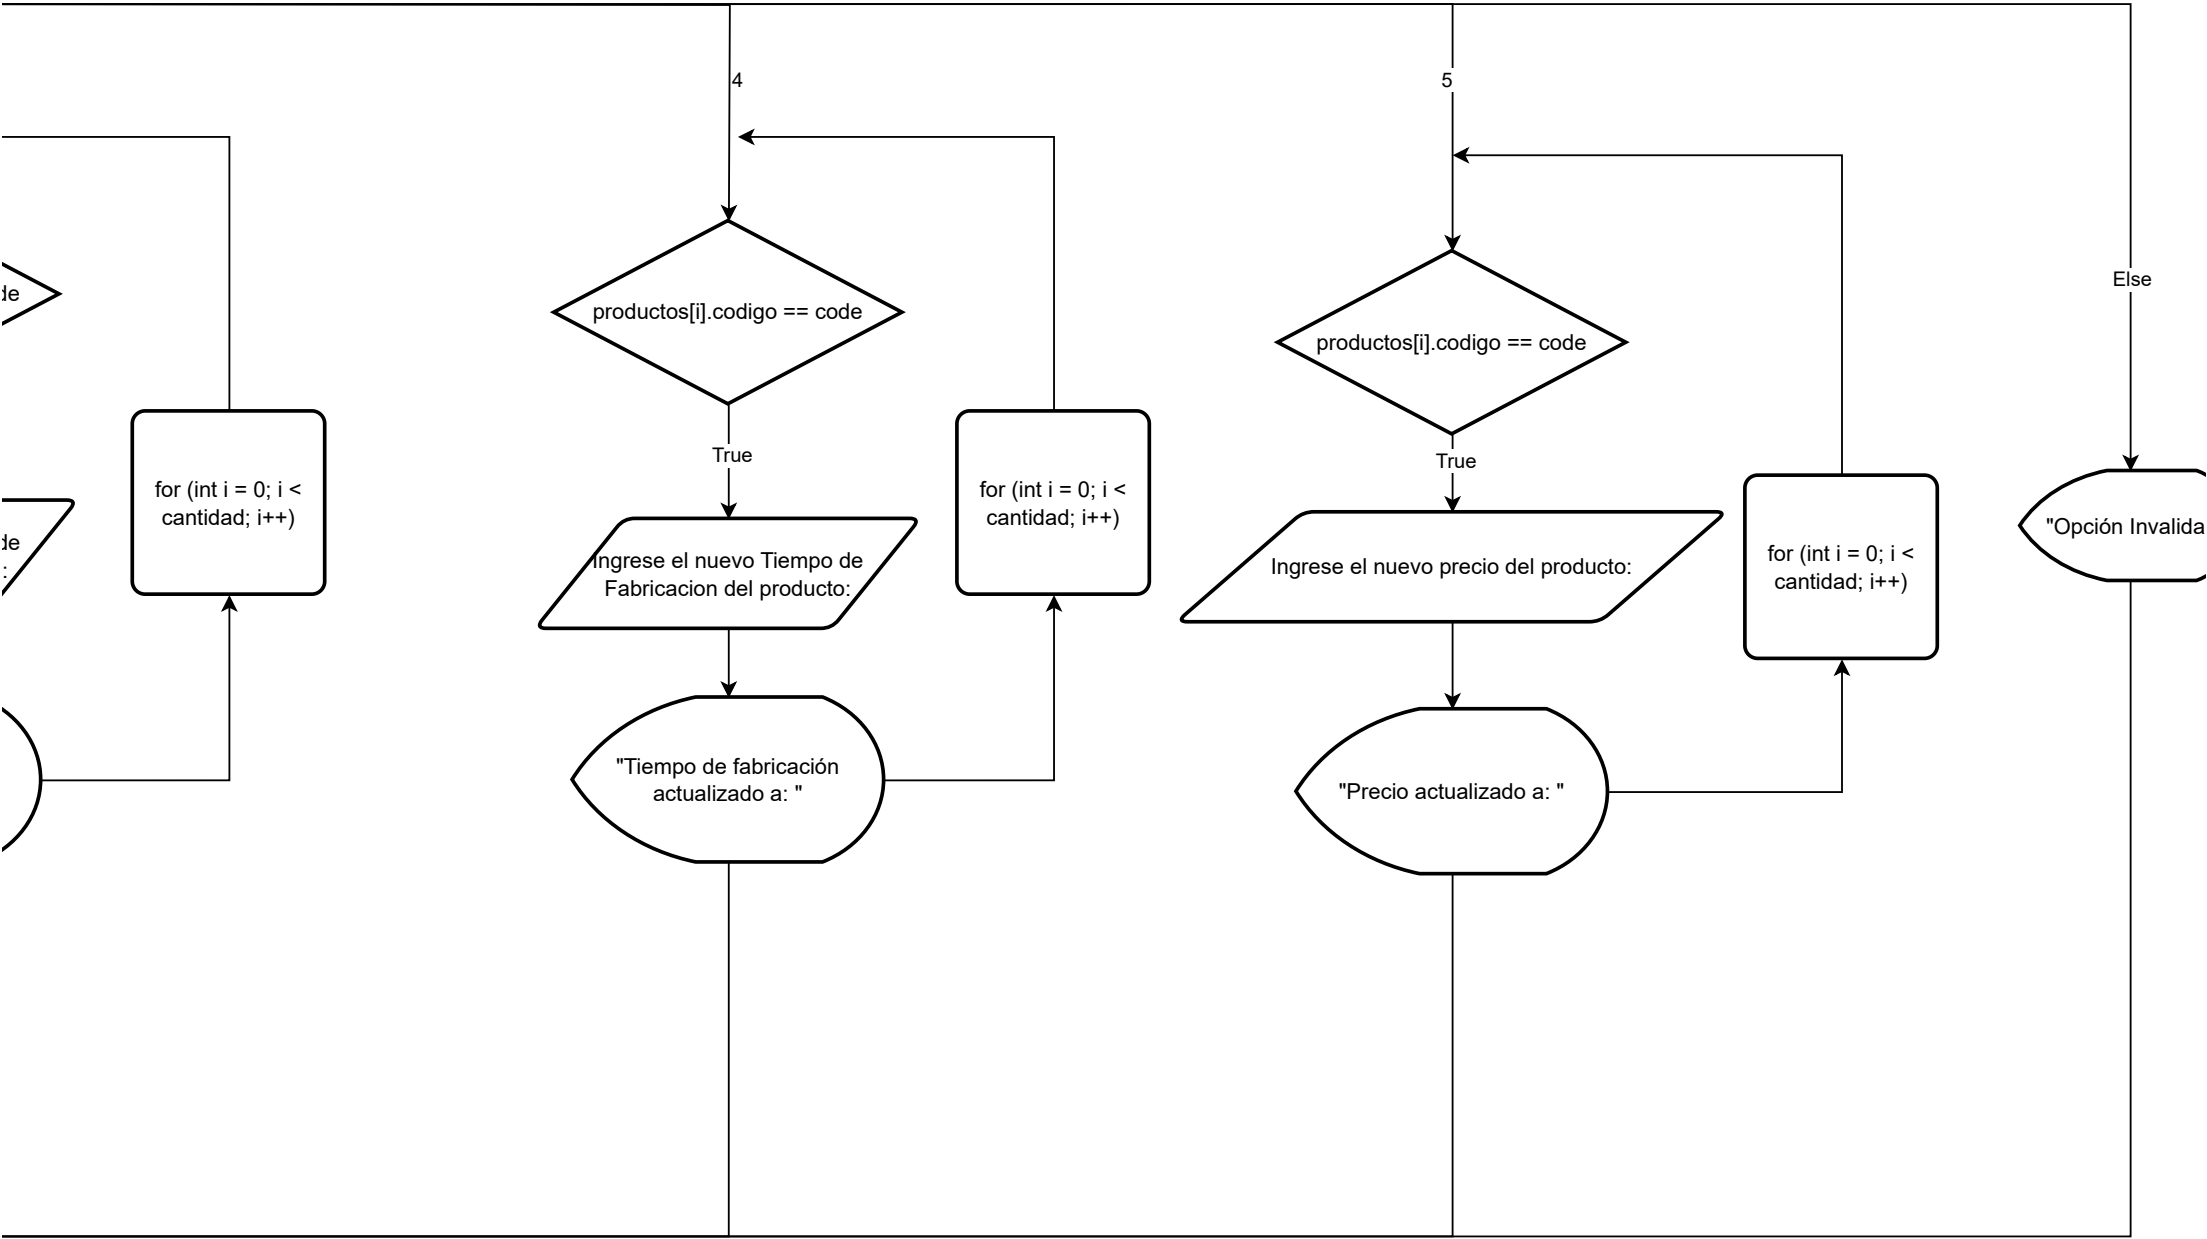 4
5
Else
de
productos[i].codigo == code
productos[i].codigo == code
True
True
for (int i = 0; i <
cantidad; i++)
for (int i = 0; i <
cantidad; i++)
for (int i = 0; i <
cantidad; i++)
de
:
Ingrese el nuevo Tiempo de
Fabricacion del producto:
Ingrese el nuevo precio del producto:
"Opción Invalida
"Tiempo de fabricación
actualizado a: "
"Precio actualizado a: "